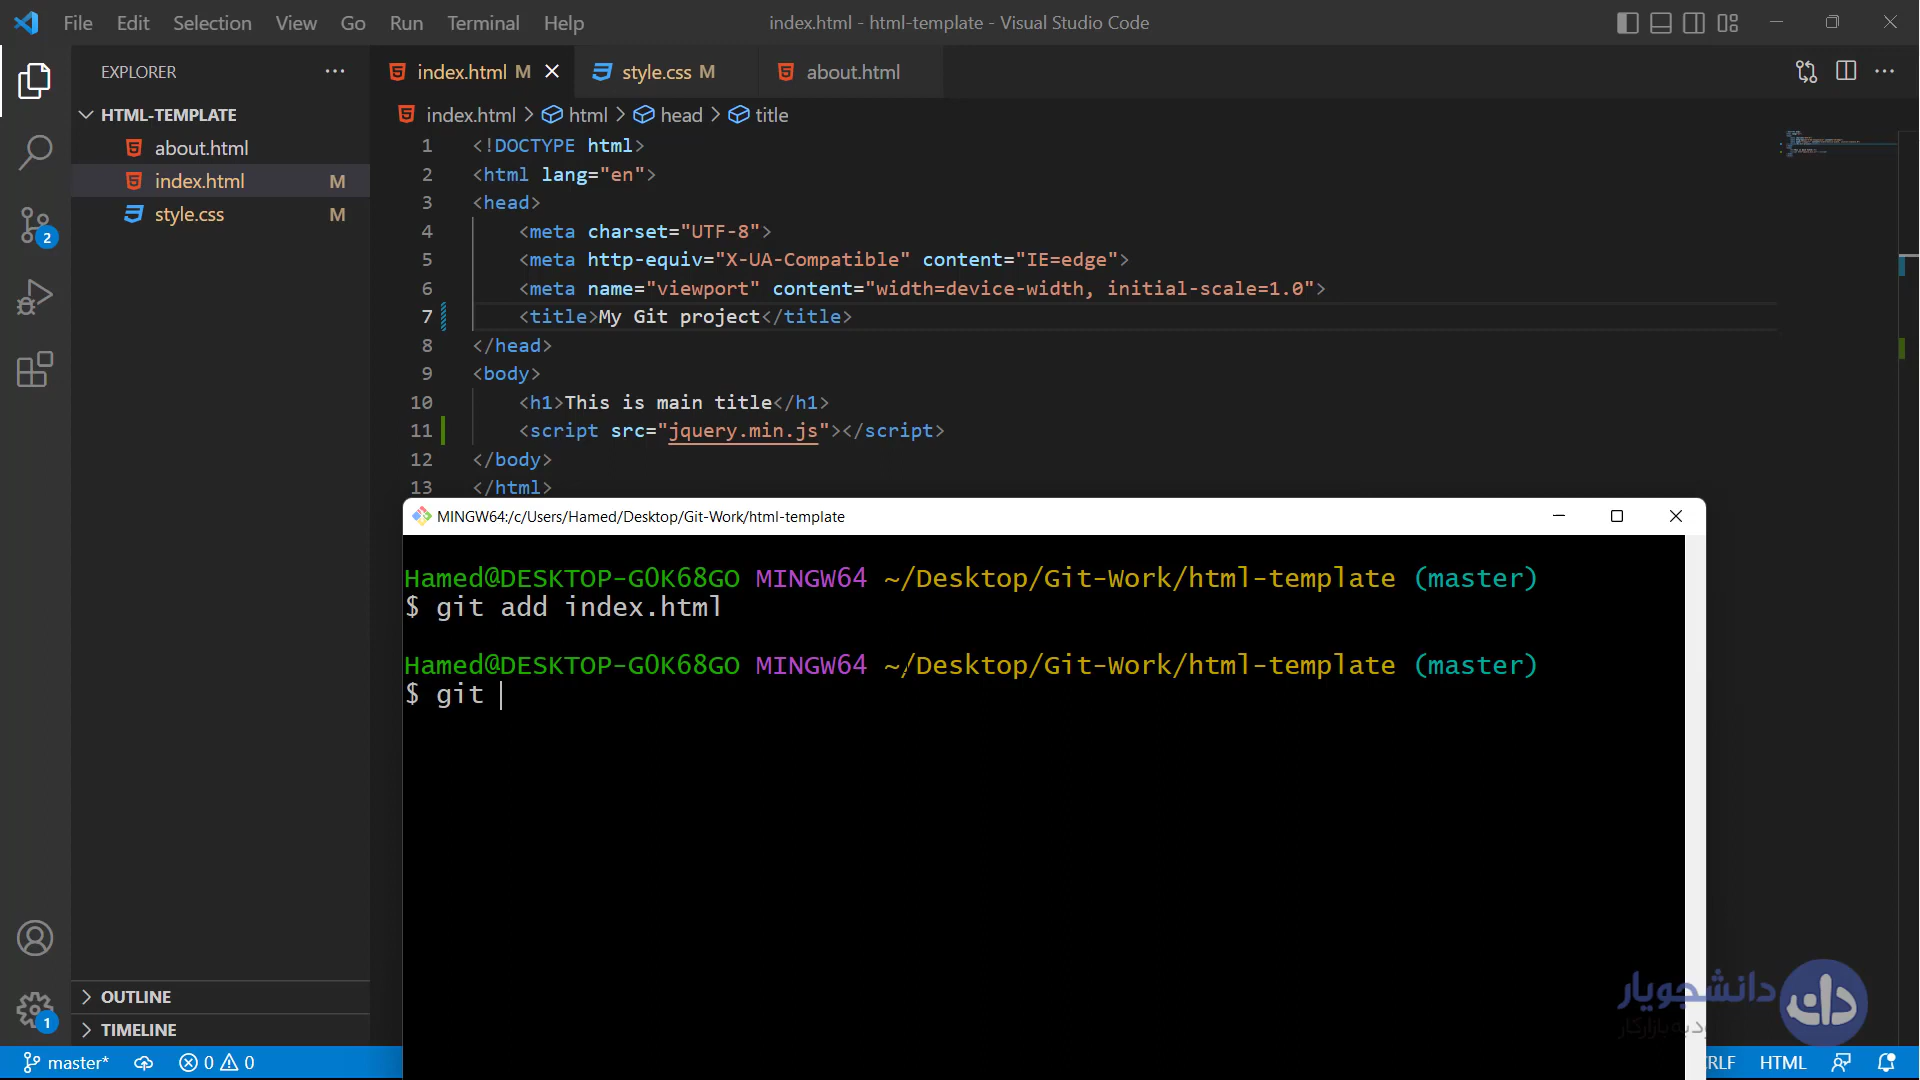 File Edit Selection View Go Run Terminal Help
index.html - html-template - Visual Studio Code
EXPLORER
HTML-TEMPLATE
about.html
index.html M
style.css M
OUTLINE
TIMELINE
index.html M
style.css M
about.html
index.html > html > head > title
1 <!DOCTYPE html>
2 <html lang="en">
3 <head>
4 <meta charset="UTF-8">
5 <meta http-equiv="X-UA-Compatible" content="IE=edge">
6 <meta name="viewport" content="width=device-width, initial-scale=1.0">
7 <title>My Git project</title>
8 </head>
9 <body>
10 <h1>This is main title</h1>
11 <script src="jquery.min.js"></script>
12 </body>
13 </html>
MINGW64:/c/Users/Hamed/Desktop/Git-Work/html-template
Hamed@DESKTOP-G0K68GO MINGW64 ~/Desktop/Git-Work/html-template (master)
$ git add index.html
Hamed@DESKTOP-G0K68GO MINGW64 ~/Desktop/Git-Work/html-template (master)
$ git
2
1
دانشجویار
دان
master*
0 0
HTML